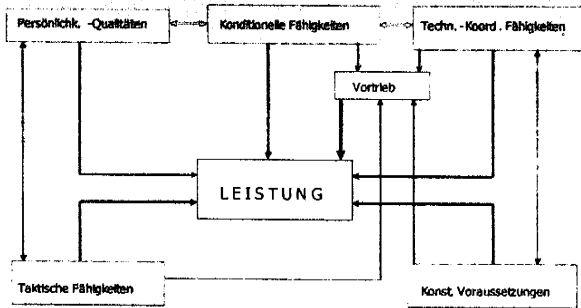 Persönlichk. -Qualitäten
Konditionelle Fähigkeiten
Techn. -Koord. Fähigkeiten
Vortrieb
LEISTUNG
Taktische Fähigkeiten
Konst. Voraussetzungen